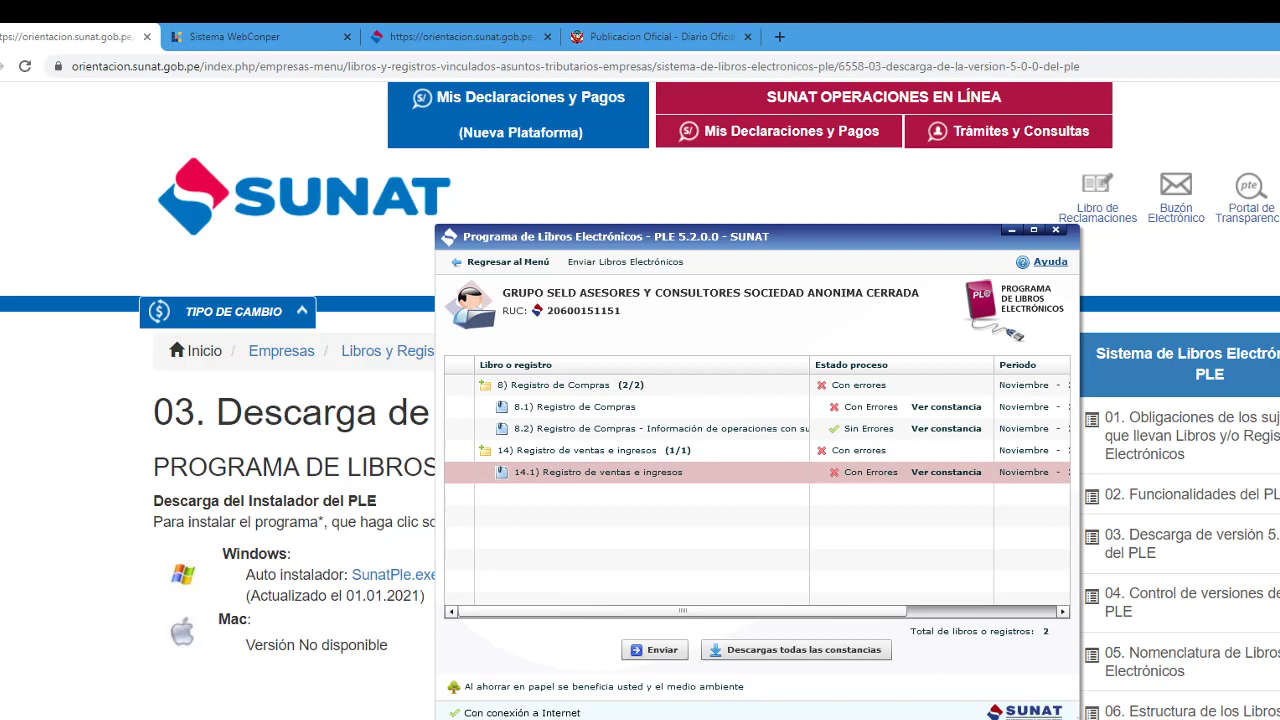 ttps://orientacion.sunat.gob.pe/
Sistema WebConper
https://orientacion.sunat.gob.pe
Publicacion Oficial - Diario Oficia
orientacion.sunat.gob.pe/index.php/empresas-menu/libros-y-registros-vinculados-asuntos-tributarios-empresas/sistema-de-libros-electronicos-ple/6558-03-descarga-de-la-version-5-0-0-del-ple
Mis Declaraciones y Pagos
(Nueva Plataforma)
SUNAT OPERACIONES EN LÍNEA
Mis Declaraciones y Pagos
Trámites y Consultas
SUNAT
Libro de
Reclamaciones
Buzón
Electrónico
pte
Portal de
Transparenc
TIPO DE CAMBIO
Inicio / Empresas / Libros y Regis
03. Descarga de
PROGRAMA DE LIBROS
Descarga del Instalador del PLE
Para instalar el programa*, que haga clic so
Windows:
Auto instalador: SunatPle.exe
(Actualizado el 01.01.2021)
Mac:
Versión No disponible
Programa de Libros Electrónicos - PLE 5.2.0.0 - SUNAT
Regresar al Menú Enviar Libros Electrónicos Ayuda
GRUPO SELD ASESORES Y CONSULTORES SOCIEDAD ANONIMA CERRADA
RUC: 20600151151
PROGRAMA
DE LIBROS
ELECTRÓNICOS
Libro o registro Estado proceso Periodo
8) Registro de Compras (2/2) Con errores Noviembre -
8.1) Registro de Compras Con Errores Ver constancia Noviembre -
8.2) Registro de Compras - Información de operaciones con su Sin Errores Ver constancia Noviembre -
14) Registro de ventas e ingresos (1/1) Con errores Noviembre -
14.1) Registro de ventas e ingresos Con Errores Ver constancia Noviembre -
Total de libros o registros: 2
Enviar
Descargas todas las constancias
Al ahorrar en papel se beneficia usted y el medio ambiente
Con conexión a Internet
SUNAT
Sistema de Libros Electróni
PLE
01. Obligaciones de los suj
que llevan Libros y/o Regis
Electrónicos
02. Funcionalidades del PL
03. Descarga de versión 5.
del PLE
04. Control de versiones de
PLE
05. Nomenclatura de Libros
Electrónicos
06. Estructura de los Libros